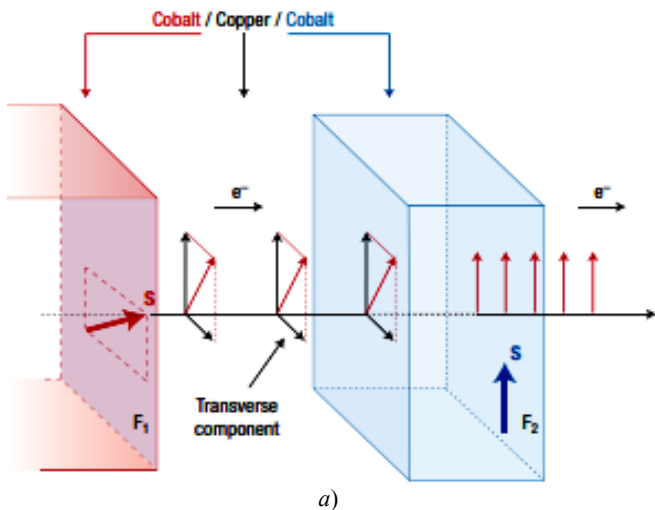 Cobalt / Copper / Cobalt
e⁻
e⁻
S
S
F₁
Transverse
component
F₂
a)